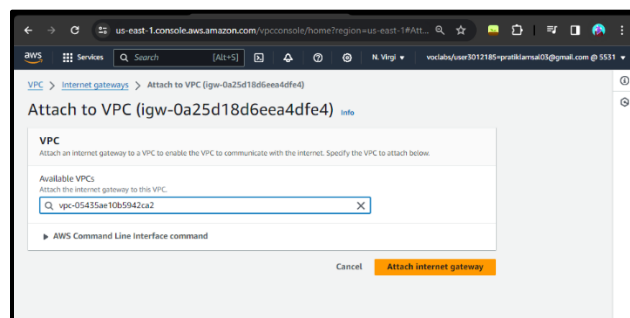 us-east-1.console.aws.amazon.com/vpcconsole/home?region=us-east-1#Att...
aws Services Search [Alt+S] N. Virgi voclabs/user3012185=pratiklamsal03@gmail.com @ 5531
VPC > Internet gateways > Attach to VPC (igw-0a25d18d6eea4dfe4)
Attach to VPC (igw-0a25d18d6eea4dfe4) Info
VPC
Attach an internet gateway to a VPC to enable the VPC to communicate with the internet. Specify the VPC to attach below.
Available VPCs
Attach the internet gateway to this VPC.
vpc-05435ae10b5942ca2
AWS Command Line Interface command
Cancel Attach internet gateway